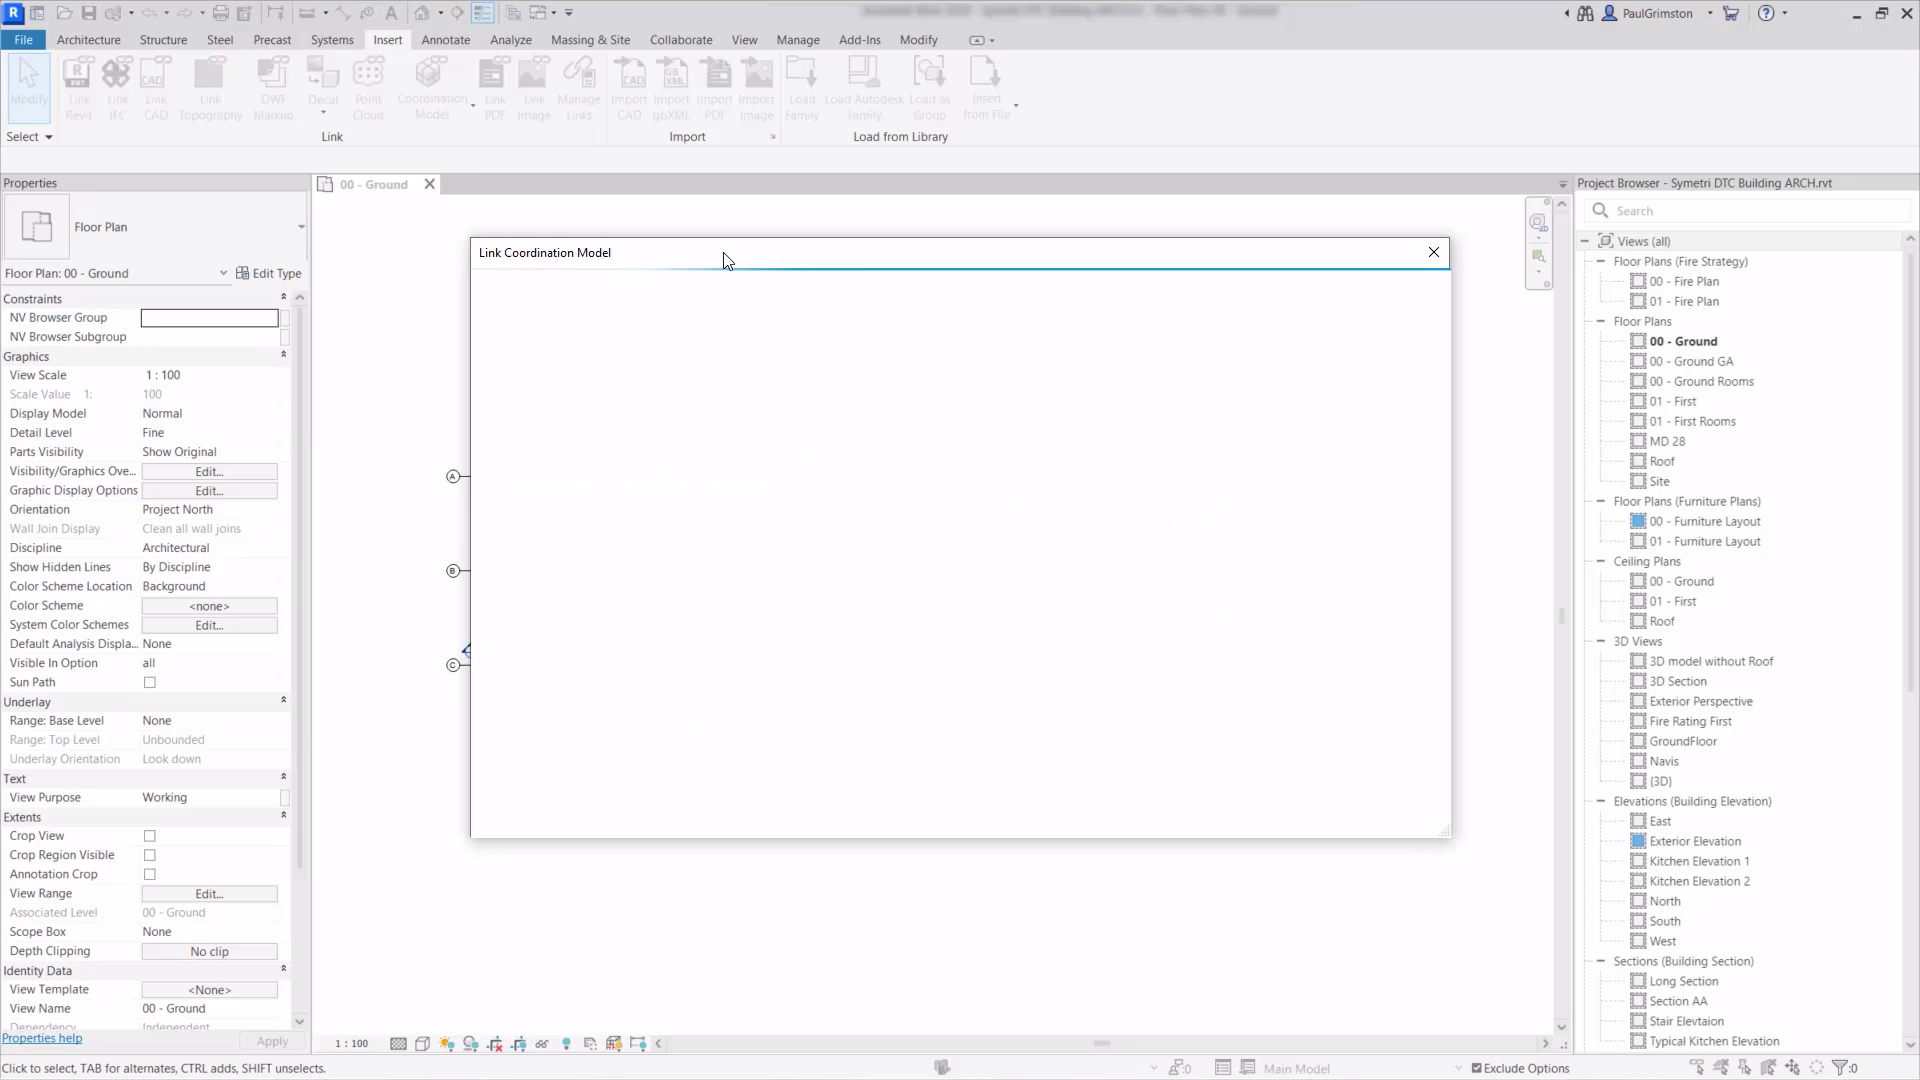 PaulGrimston
File
Architecture
Structure
Steel
Precast
Systems
Insert
Annotate
Analyze
Massing & Site
Collaborate
View
Manage
Add-Ins
Modify
Modify
Link Revit
Link IFC
Link CAD
Link Topography
DWF Markup
Decal
Point Cloud
Coordination Model
Link PDF
Link Image
Manage Links
Import CAD
Import gbXML
Import PDF
Import Image
Load Family
Load Autodesk Family
Load as Group
Insert from File
Select
Link
Import
Load from Library
Properties
Floor Plan
Floor Plan: 00 - Ground
Edit Type
Constraints
NV Browser Group
NV Browser Subgroup
Graphics
View Scale 1 : 100
Scale Value 1: 100
Display Model Normal
Detail Level Fine
Parts Visibility Show Original
Visibility/Graphics Ove... Edit...
Graphic Display Options Edit...
Orientation Project North
Wall Join Display Clean all wall joins
Discipline Architectural
Show Hidden Lines By Discipline
Color Scheme Location Background
Color Scheme <none>
System Color Schemes Edit...
Default Analysis Displa... None
Visible In Option all
Sun Path
Underlay
Range: Base Level None
Range: Top Level Unbounded
Underlay Orientation Look down
Text
View Purpose Working
Extents
Crop View
Crop Region Visible
Annotation Crop
View Range Edit...
Associated Level 00 - Ground
Scope Box None
Depth Clipping No clip
Identity Data
View Template <None>
View Name 00 - Ground
Dependency Independent
Properties help
Apply
00 - Ground
Link Coordination Model
A
B
C
1 : 100
Project Browser - Symetri DTC Building ARCH.rvt
Search
Views (all)
Floor Plans (Fire Strategy)
00 - Fire Plan
01 - Fire Plan
Floor Plans
00 - Ground
00 - Ground GA
00 - Ground Rooms
01 - First
01 - First Rooms
MD 28
Roof
Site
Floor Plans (Furniture Plans)
00 - Furniture Layout
01 - Furniture Layout
Ceiling Plans
00 - Ground
01 - First
Roof
3D Views
3D model without Roof
3D Section
Exterior Perspective
Fire Rating First
GroundFloor
Navis
{3D}
Elevations (Building Elevation)
East
Exterior Elevation
Kitchen Elevation 1
Kitchen Elevation 2
North
South
West
Sections (Building Section)
Long Section
Section AA
Stair Elevtaion
Typical Kitchen Elevation
Click to select, TAB for alternates, CTRL adds, SHIFT unselects.
:0
Main Model
Exclude Options
:0